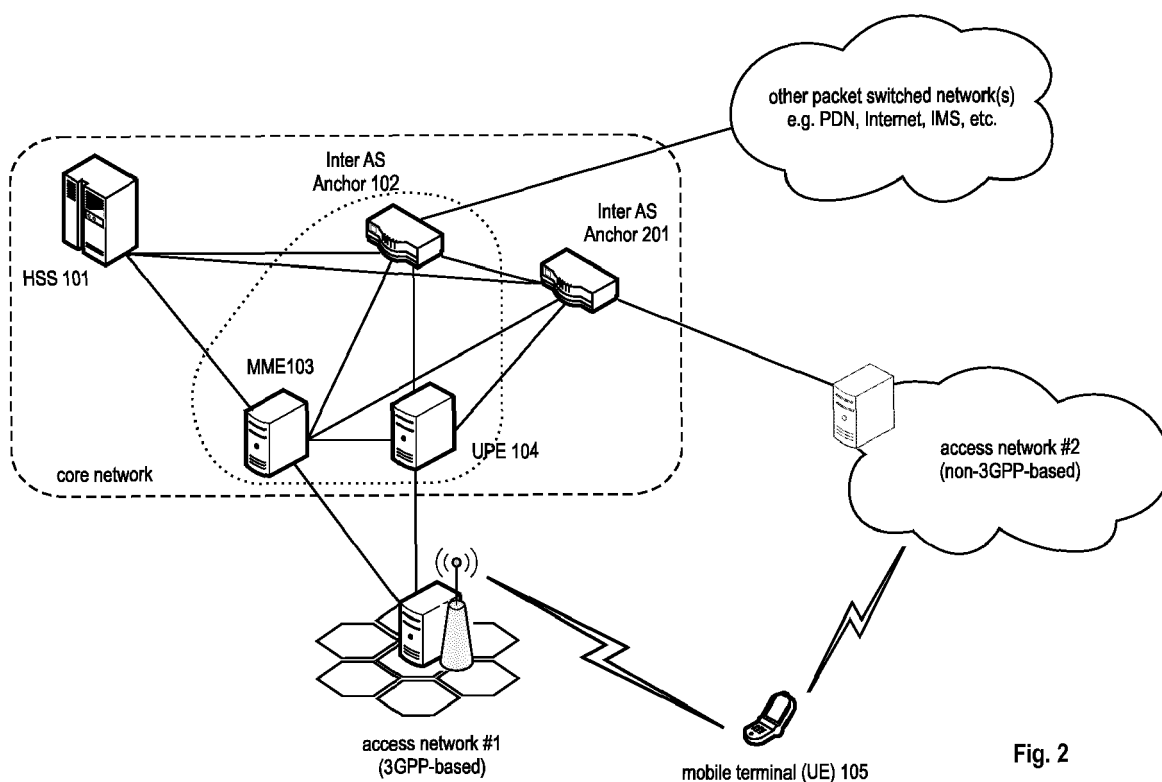 other packet switched network(s)
e.g. PDN, Internet, IMS, etc.
Inter AS
Anchor 102
Inter AS
Anchor 201
HSS 101
MME103
UPE 104
core network
access network #2
(non-3GPP-based)
access network #1
(3GPP-based)
mobile terminal (UE) 105
Fig. 2